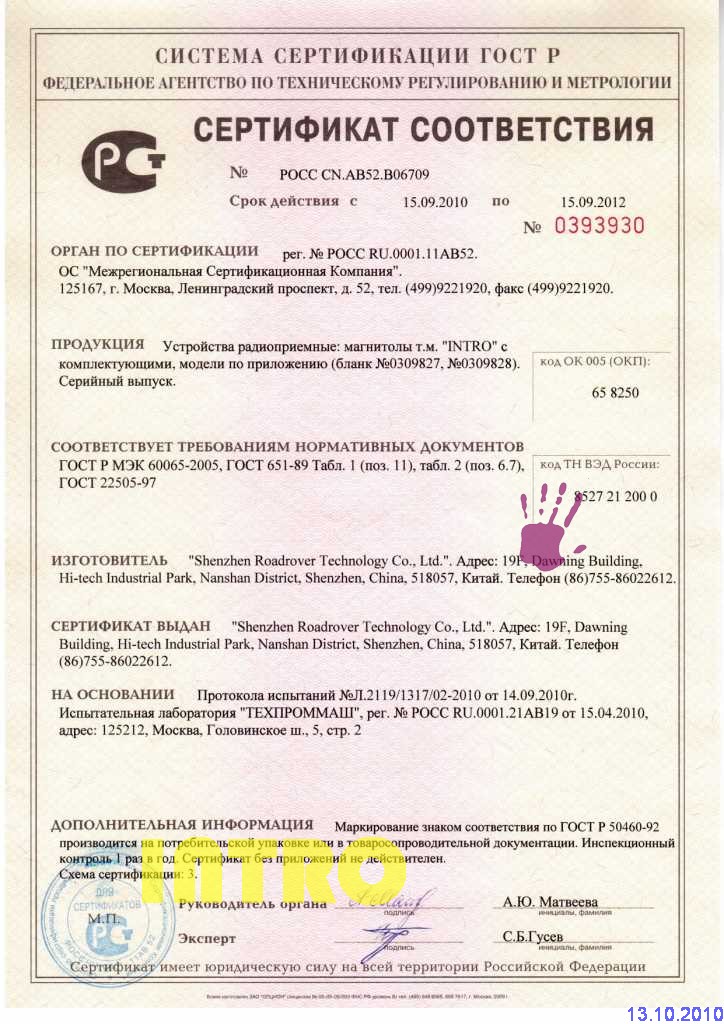 СИСТЕМА СЕРТИФИКАЦИИ ГОСТ Р
ФЕДЕРАЛЬНОЕ АГЕНТСТВО ПО ТЕХНИЧЕСКОМУ РЕГУЛИРОВАНИЮ И МЕТРОЛОГИИ
СЕРТИФИКАТ СООТВЕТСТВИЯ
№ РОСС CN.АВ52.В06709
Срок действия с 15.09.2010 по 15.09.2012
№ 0393930
ОРГАН ПО СЕРТИФИКАЦИИ рег. № РОСС RU.0001.11АВ52.
ОС "Межрегиональная Сертификационная Компания".
125167, г. Москва, Ленинградский проспект, д. 52, тел. (499)9221920, факс (499)9221920.
ПРОДУКЦИЯ Устройства радиоприемные: магнитолы т.м. "INTRO" с
комплектующими, модели по приложению (бланк №0309827, №0309828).
Серийный выпуск.
код ОК 005 (ОКП):
65 8250
СООТВЕТСТВУЕТ ТРЕБОВАНИЯМ НОРМАТИВНЫХ ДОКУМЕНТОВ
ГОСТ Р МЭК 60065-2005, ГОСТ 651-89 Табл. 1 (поз. 11), табл. 2 (поз. 6.7),
ГОСТ 22505-97
код ТН ВЭД России:
8527 21 200 0
ИЗГОТОВИТЕЛЬ "Shenzhen Roadrover Technology Co., Ltd.". Адрес: 19F, Dawning Building,
Hi-tech Industrial Park, Nanshan District, Shenzhen, China, 518057, Китай. Телефон (86)755-86022612.
СЕРТИФИКАТ ВЫДАН "Shenzhen Roadrover Technology Co., Ltd.". Адрес: 19F, Dawning
Building, Hi-tech Industrial Park, Nanshan District, Shenzhen, China, 518057, Китай. Телефон
(86)755-86022612.
НА ОСНОВАНИИ Протокола испытаний №Л.2119/1317/02-2010 от 14.09.2010г.
Испытательная лаборатория "ТЕХПРОММАШ", рег. № РОСС RU.0001.21АВ19 от 15.04.2010,
адрес: 125212, Москва, Головинское ш., 5, стр. 2
ДОПОЛНИТЕЛЬНАЯ ИНФОРМАЦИЯ Маркирование знаком соответствия по ГОСТ Р 50460-92
производится на потребительской упаковке или в товаросопроводительной документации. Инспекционный
контроль 1 раз в год. Сертификат без приложений не действителен.
Схема сертификации: 3.
INTRO
ДЛЯ
СЕРТИФИКАТОВ
М.П.
Руководитель органа
подпись
А.Ю. Матвеева
инициалы, фамилия
Эксперт
подпись
С.Б.Гусев
инициалы, фамилия
Сертификат имеет юридическую силу на всей территории Российской Федерации
13.10.2010